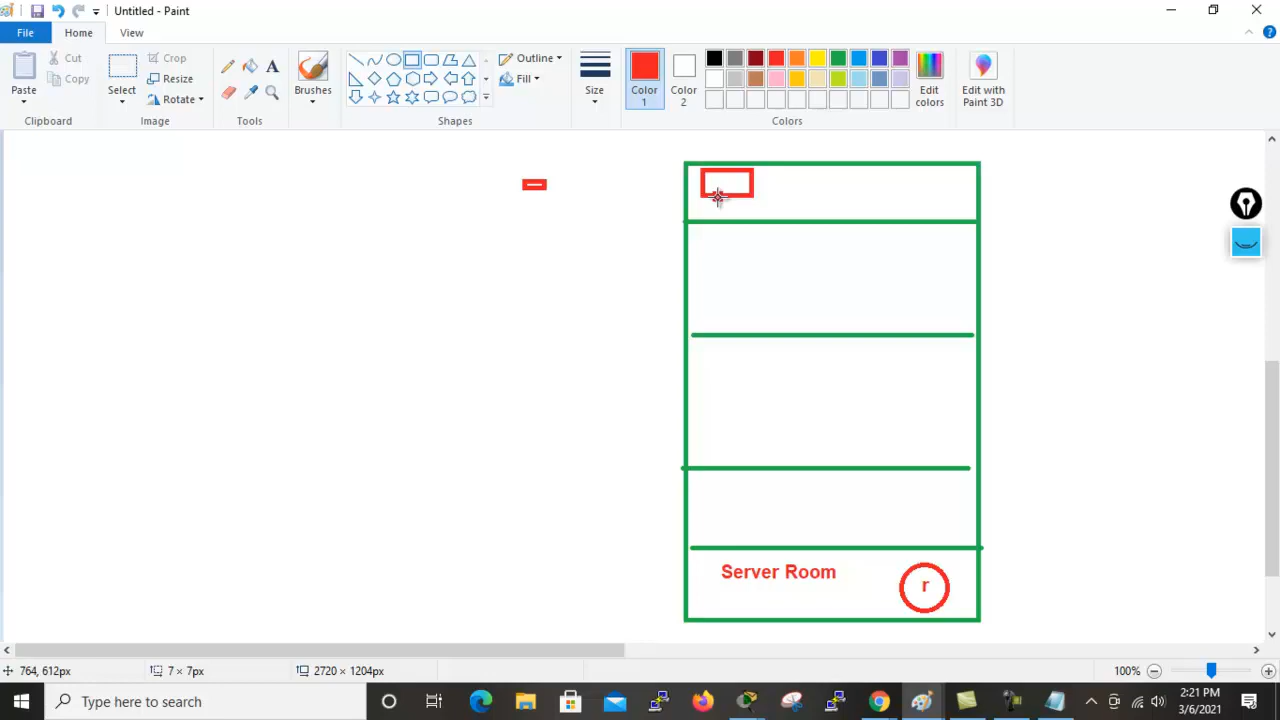 Untitled - Paint
File
Home
View
Paste
Cut
Copy
Clipboard
Select
Crop
Resize
Rotate
Image
A
Tools
Brushes
Shapes
Outline
Fill
Size
Color 1
Color 2
Colors
Edit colors
Edit with Paint 3D
Server Room
r
764, 612px
7 × 7px
2720 × 1204px
100%
Type here to search
2:21 PM
3/6/2021